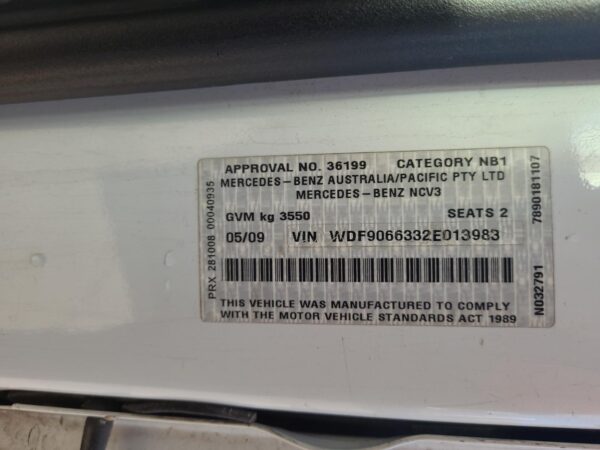 APPROVAL NO. 36199 CATEGORY NB1
MERCEDES-BENZ AUSTRALIA/PACIFIC PTY LTD
MERCEDES-BENZ NCV3
GVM kg 3550 SEATS 2
05/09 VIN WDF9066332E013983
THIS VEHICLE WAS MANUFACTURED TO COMPLY
WITH THE MOTOR VEHICLE STANDARDS ACT 1989
PRX 281008 00040935
N032791 7890181107